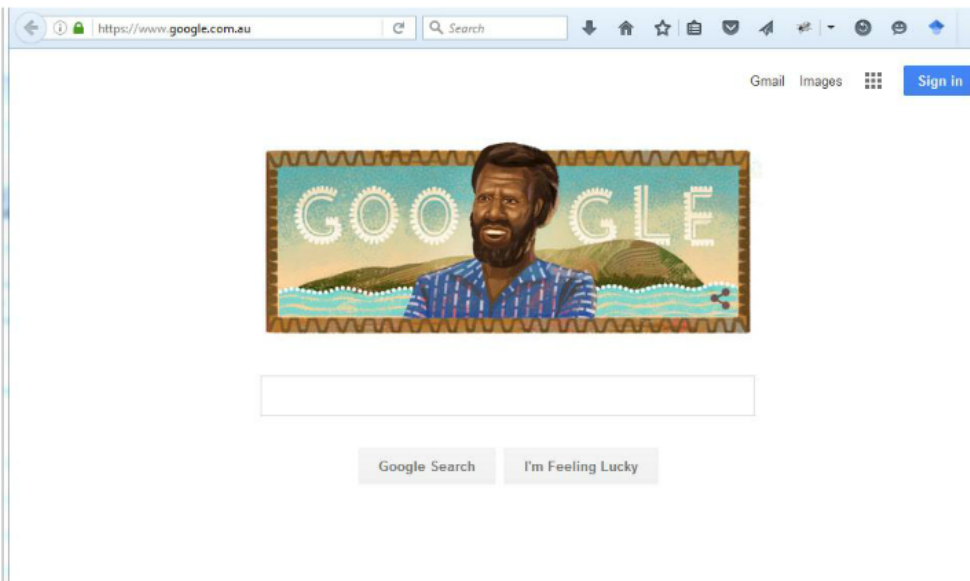 https://www.google.com.au
Search
Gmail Images
Sign in
GOOGLE
Google Search I'm Feeling Lucky